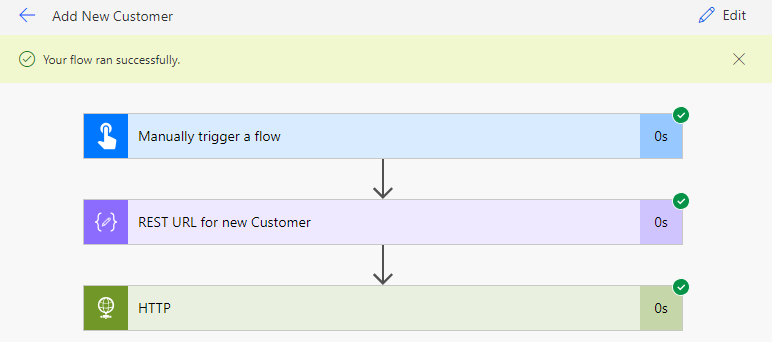 Add New Customer
Edit
Your flow ran successfully.
Manually trigger a flow
0s
REST URL for new Customer
0s
HTTP
0s